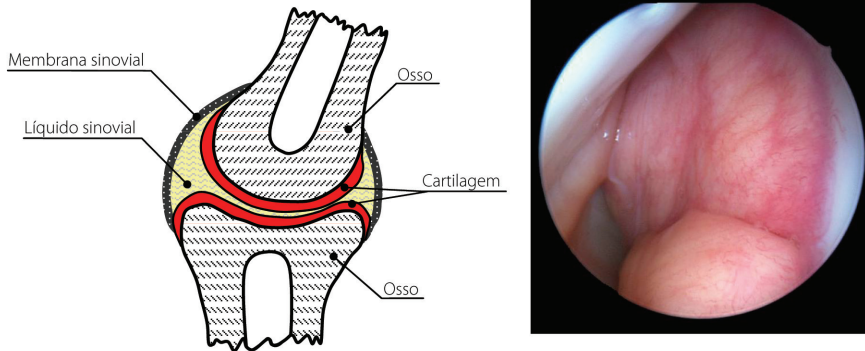 Membrana sinovial
Osso
Líquido sinovial
Cartilagem
Osso